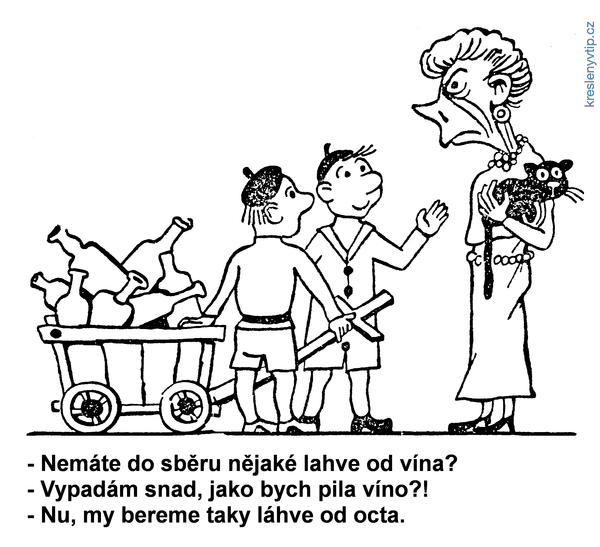 kreslenyvtip.cz
- Nemáte do sběru nějaké lahve od vína?
- Vypadám snad, jako bych pila víno?!
- Nu, my bereme taky láhve od octa.